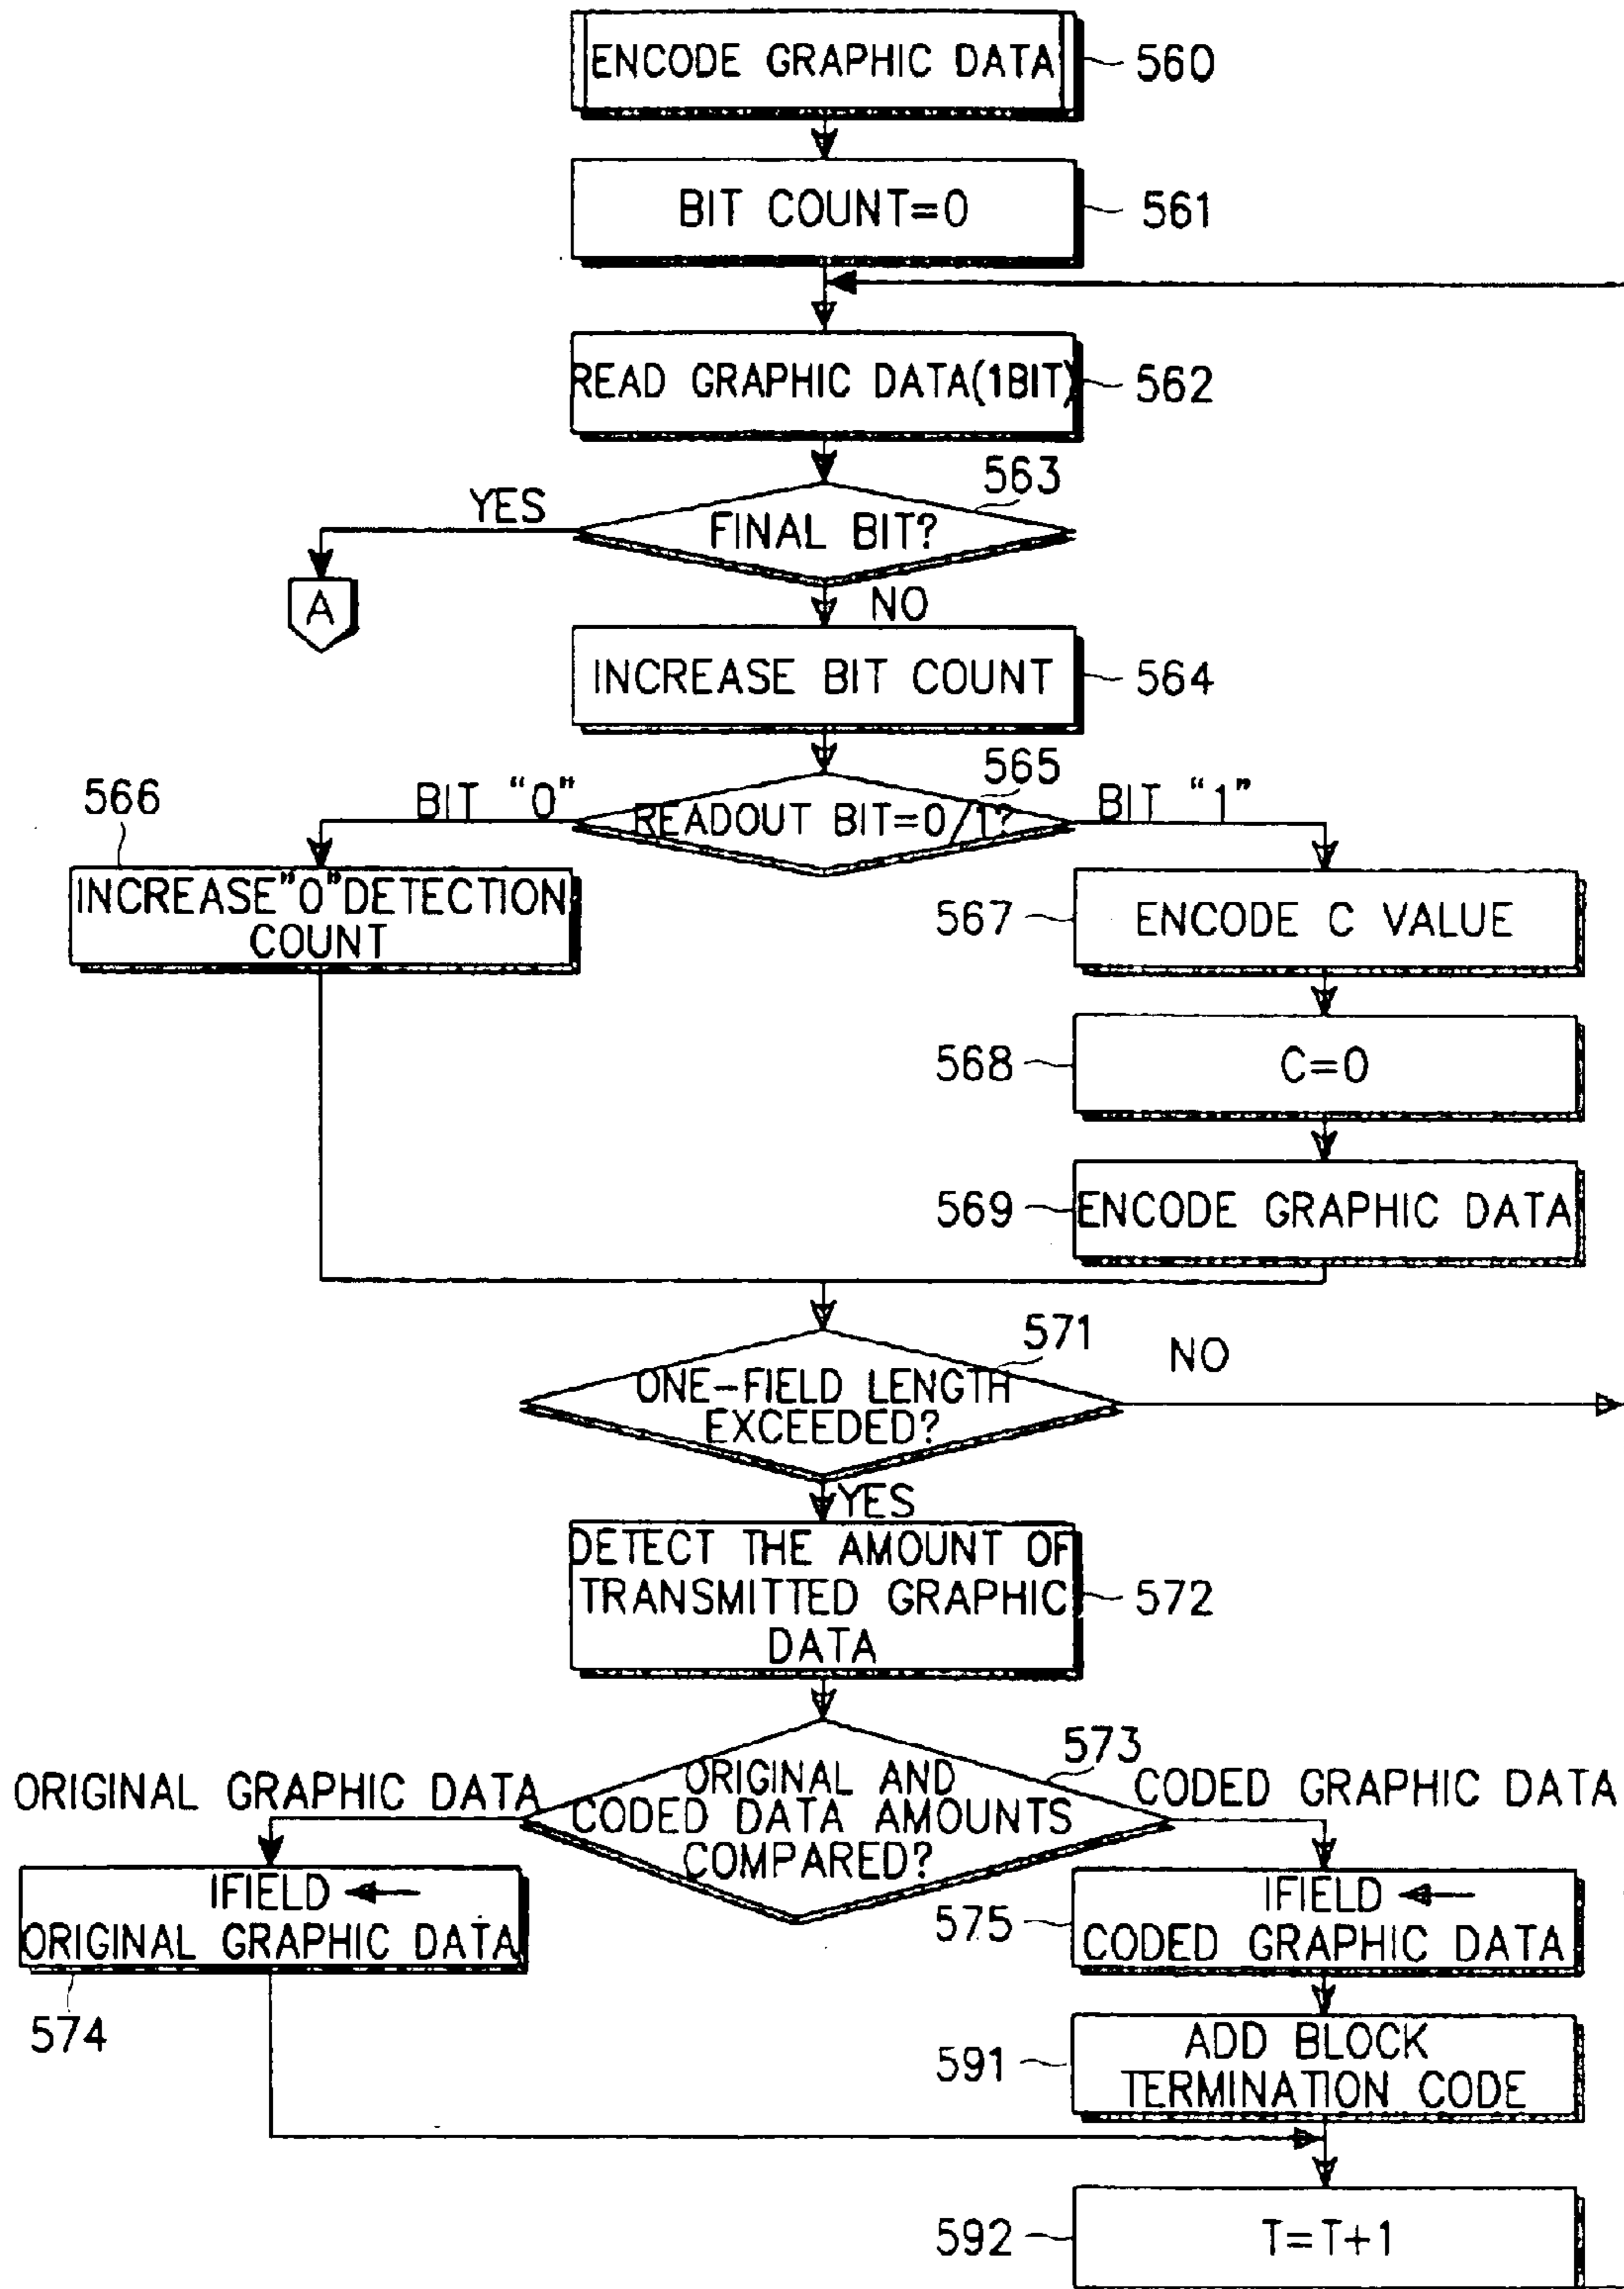 ENCODE GRAPHIC DATA
560
BIT COUNT=0
561
READ GRAPHIC DATA(1BIT)
562
563
YES
FINAL BIT?
A
NO
INCREASE BIT COUNT
564
565
566
BIT "0"
READOUT BIT=0/1?
BIT "1"
INCREASE"0"DETECTION
COUNT
567
ENCODE C VALUE
568
C=0
569
ENCODE GRAPHIC DATA
571
NO
ONE-FIELD LENGTH
EXCEEDED?
YES
DETECT THE AMOUNT OF
TRANSMITTED GRAPHIC
DATA
572
573
ORIGINAL GRAPHIC DATA
ORIGINAL AND
CODED DATA AMOUNTS
COMPARED?
CODED GRAPHIC DATA
IFIELD ←
ORIGINAL GRAPHIC DATA
574
575
IFIELD ←
CODED GRAPHIC DATA
591
ADD BLOCK
TERMINATION CODE
592
T=T+1